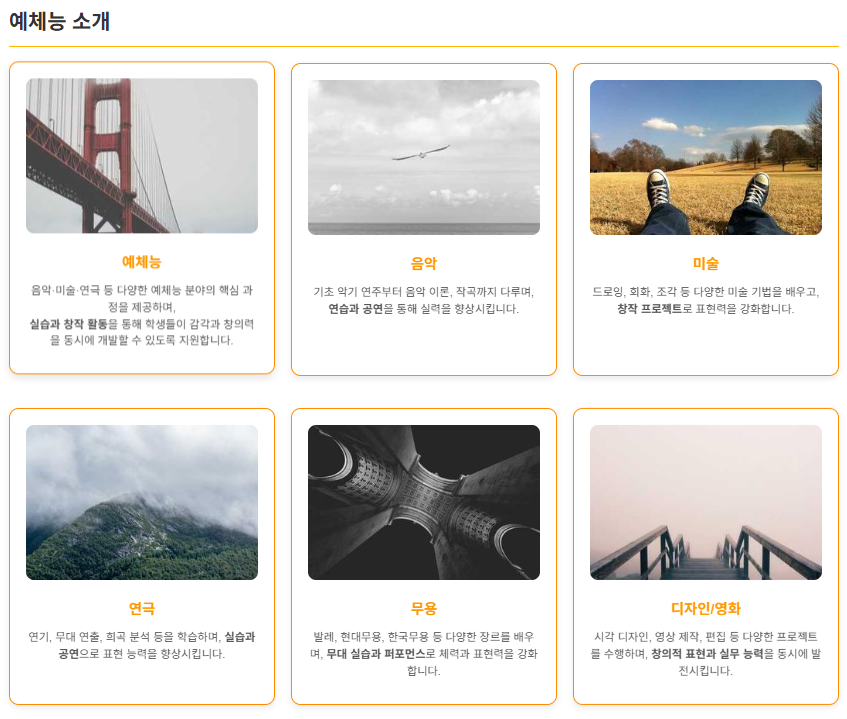 예체능 소개
예체능
음악·미술·연극 등 다양한 예체능 분야의 핵심 과
정을 제공하며,
실습과 창작 활동을 통해 학생들이 감각과 창의력
을 동시에 개발할 수 있도록 지원합니다.
음악
기초 악기 연주부터 음악 이론, 작곡까지 다루며,
연습과 공연을 통해 실력을 향상시킵니다.
미술
드로잉, 회화, 조각 등 다양한 미술 기법을 배우고,
창작 프로젝트로 표현력을 강화합니다.
연극
연기, 무대 연출, 희곡 분석 등을 학습하며, 실습과
공연으로 표현 능력을 향상시킵니다.
무용
발레, 현대무용, 한국무용 등 다양한 장르를 배우
며, 무대 실습과 퍼포먼스로 체력과 표현력을 강화
합니다.
디자인/영화
시각 디자인, 영상 제작, 편집 등 다양한 프로젝트
를 수행하며, 창의적 표현과 실무 능력을 동시에 발
전시킵니다.